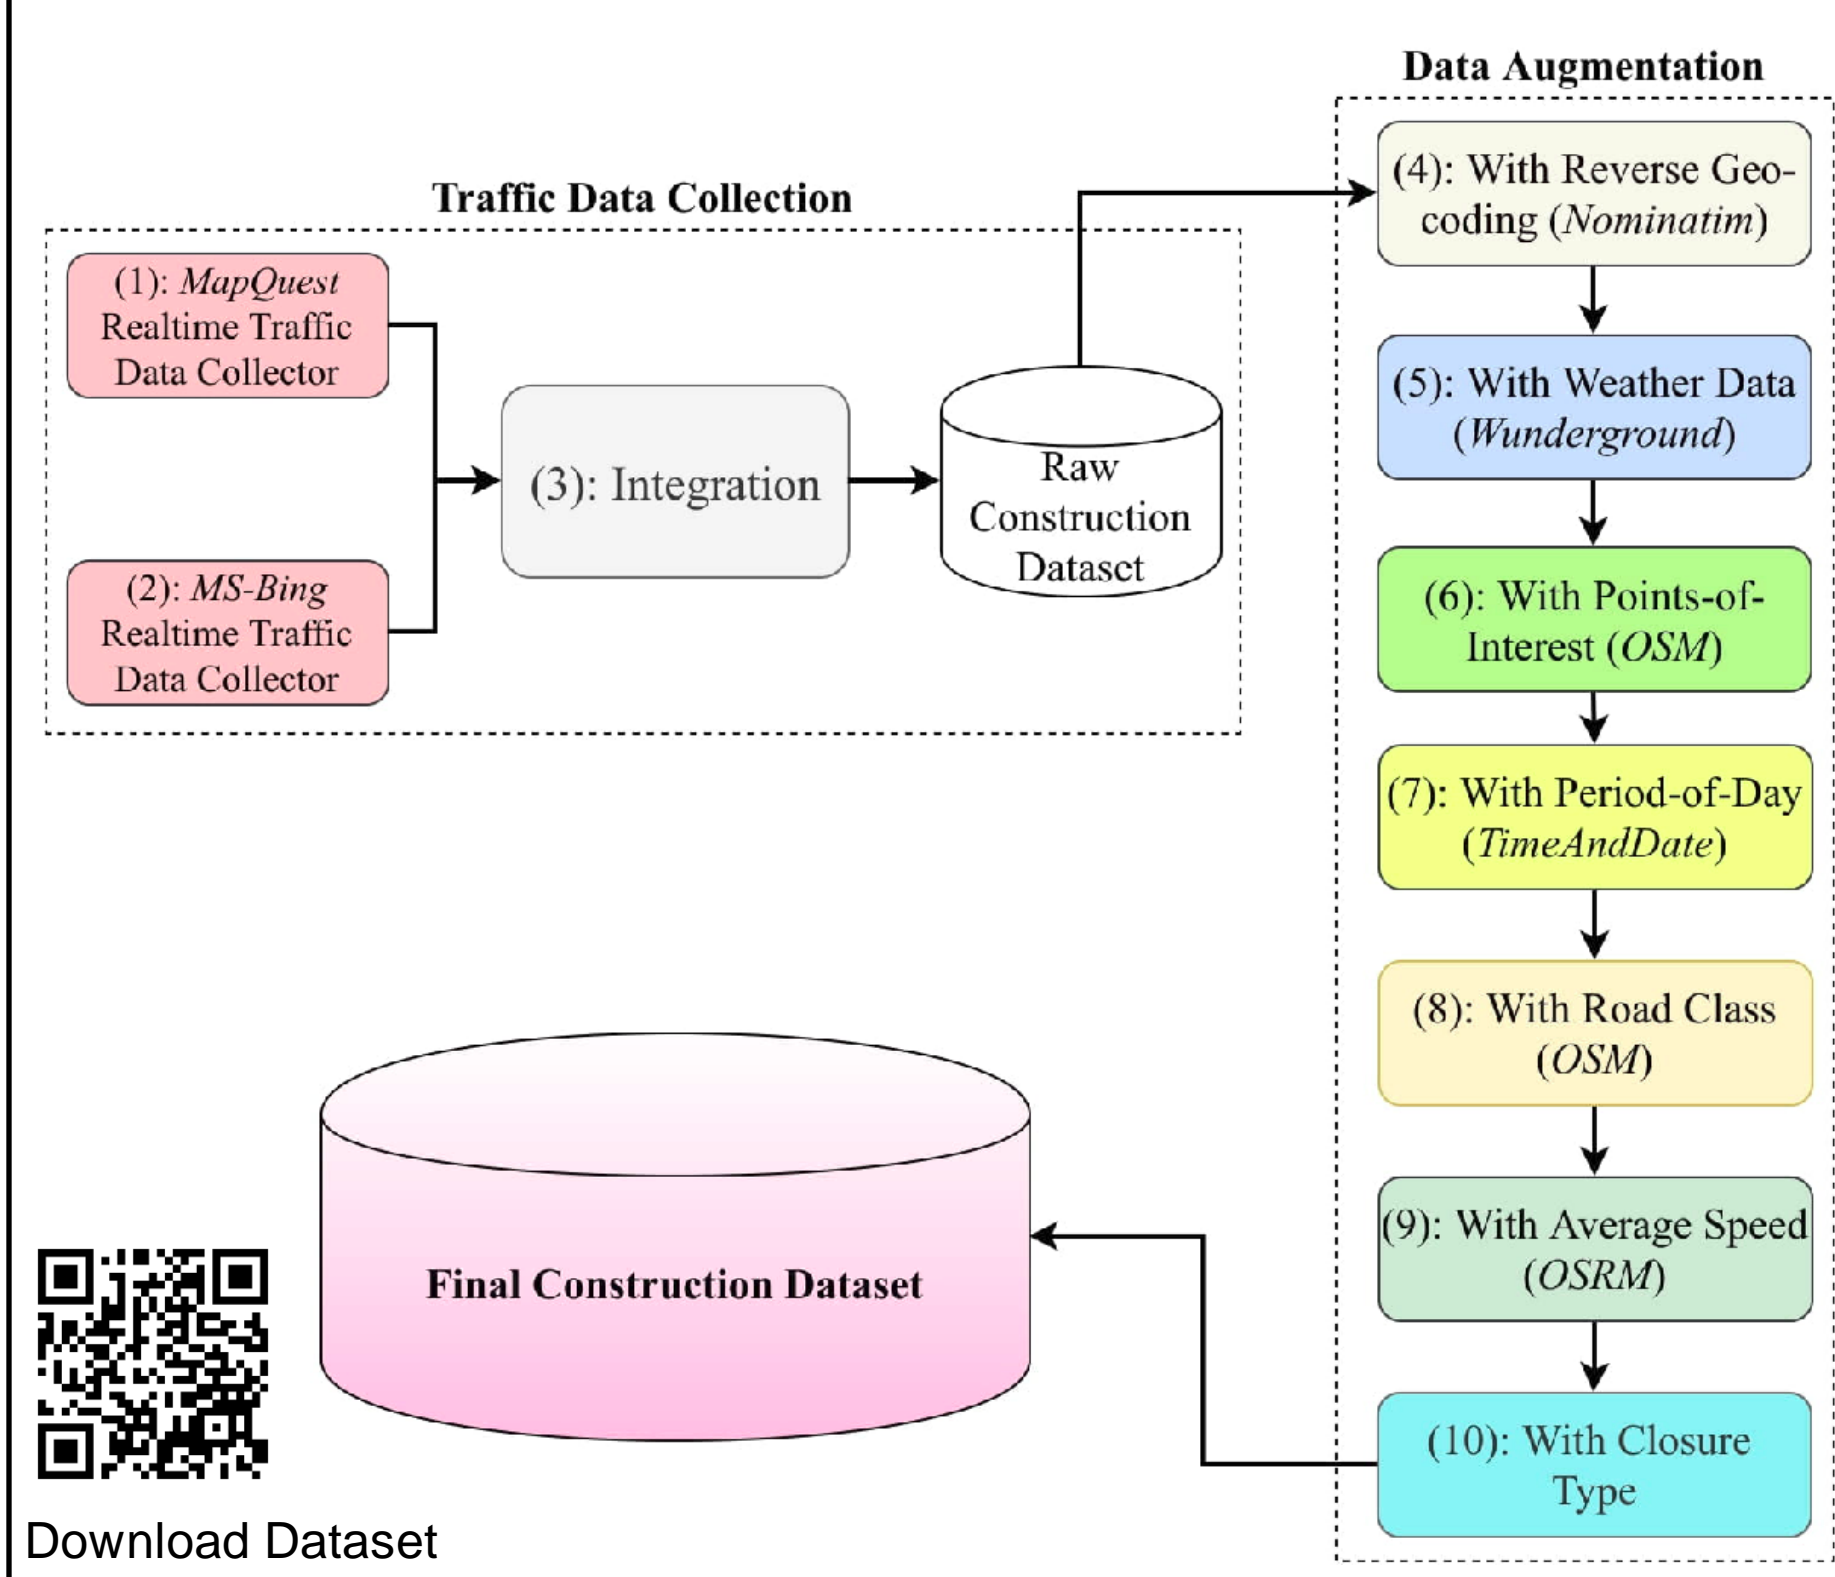 Traffic Data Collection
(1): MapQuest
Realtime Traffic
Data Collector
(2): MS-Bing
Realtime Traffic
Data Collector
(3): Integration
Raw
Construction
Dataset
Data Augmentation
(4): With Reverse Geo-
coding (Nominatim)
(5): With Weather Data
(Wunderground)
(6): With Points-of-
Interest (OSM)
(7): With Period-of-Day
(TimeAndDate)
(8): With Road Class
(OSM)
(9): With Average Speed
(OSRM)
(10): With Closure
Type
Final Construction Dataset
Download Dataset